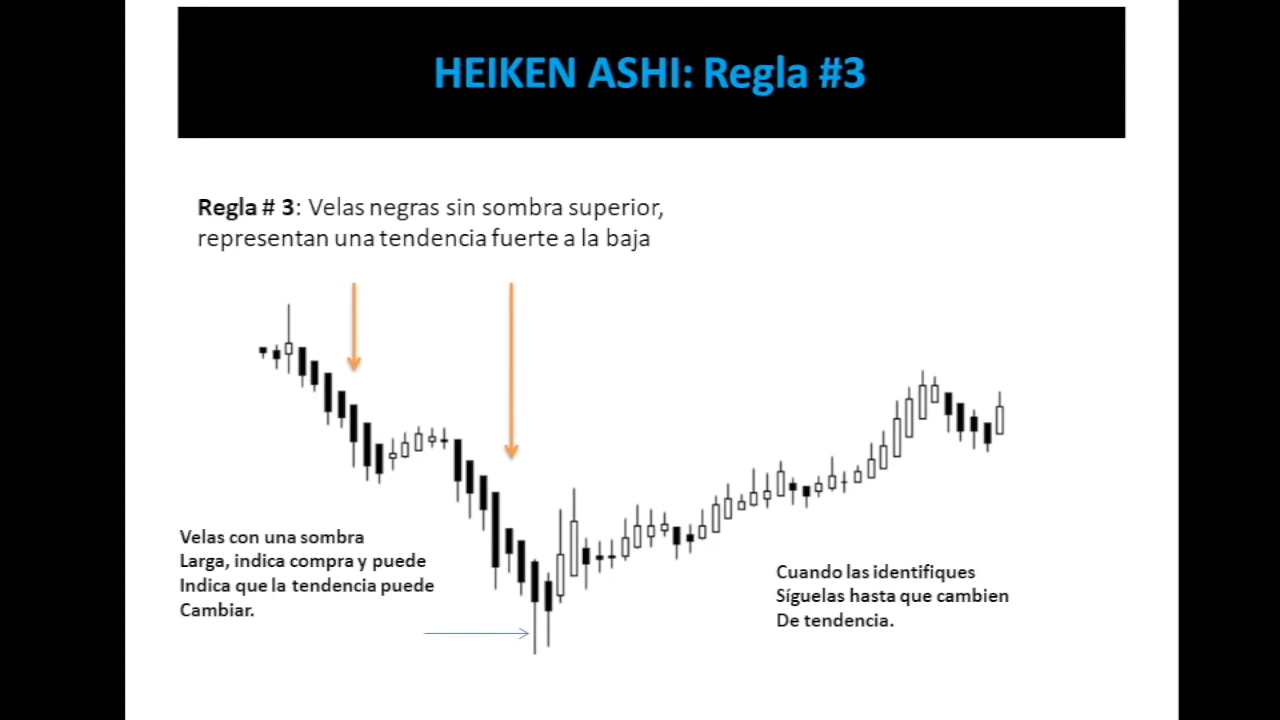 HEIKEN ASHI: Regla #3
Regla # 3: Velas negras sin sombra superior,
representan una tendencia fuerte a la baja
Velas con una sombra
Larga, indica compra y puede
Indica que la tendencia puede
Cambiar.
Cuando las identifiques
Síguelas hasta que cambien
De tendencia.